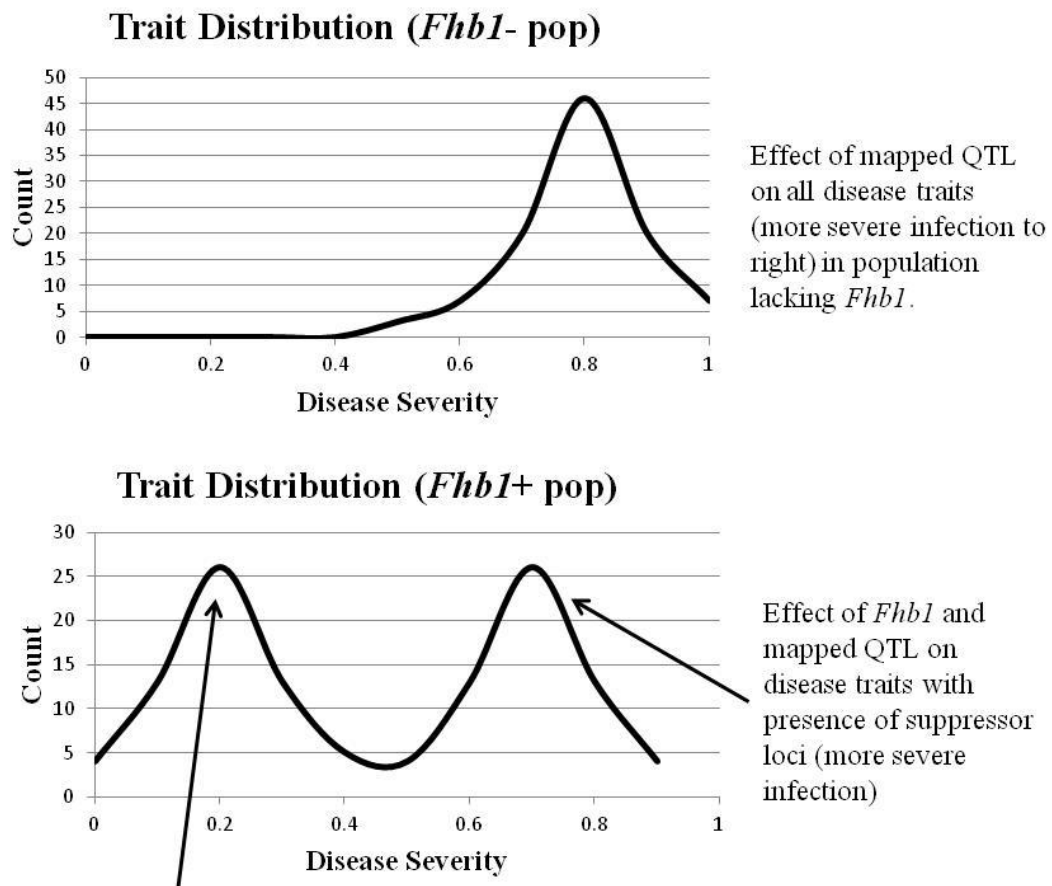 Trait Distribution (Fhb1- pop)
50
45
40
35
30
25
20
15
10
5
0
Count
0 0.2 0.4 0.6 0.8 1
Disease Severity
Effect of mapped QTL
on all disease traits
(more severe infection to
right) in population
lacking Fhb1.
Trait Distribution (Fhb1+ pop)
30
25
20
15
10
5
0
Count
0 0.2 0.4 0.6 0.8 1
Disease Severity
Effect of Fhb1 and
mapped QTL on
disease traits with
presence of suppressor
loci (more severe
infection)